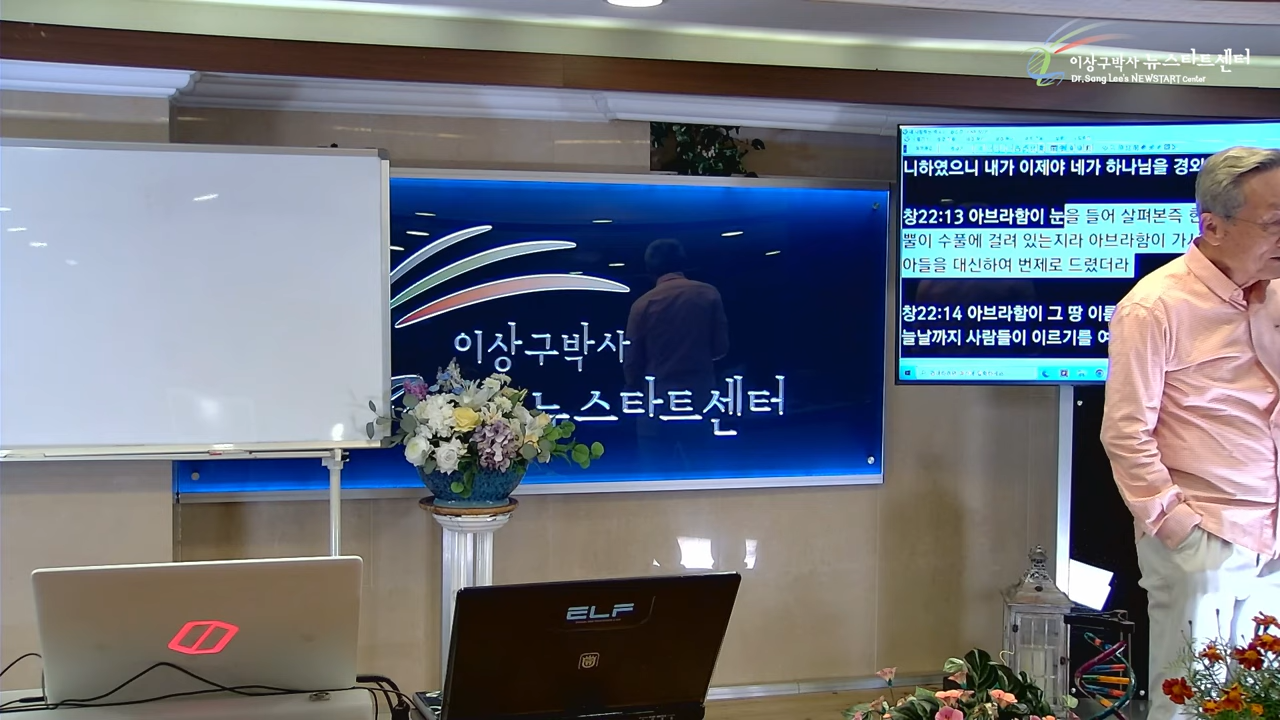 이상구박사 뉴스타트센터
Dr. Sang Lee's NEWSTART Center
니하였으니 내가 이제야 네가 하나님을 경외
창22:13 아브라함이 눈을 들어 살펴본즉 한
뿔이 수풀에 걸려 있는지라 아브라함이 가서
아들을 대신하여 번제로 드렸더라
창22:14 아브라함이 그 땅 이름
늘날까지 사람들이 이르기를 여
이상구박사
뉴스타트센터
ELF